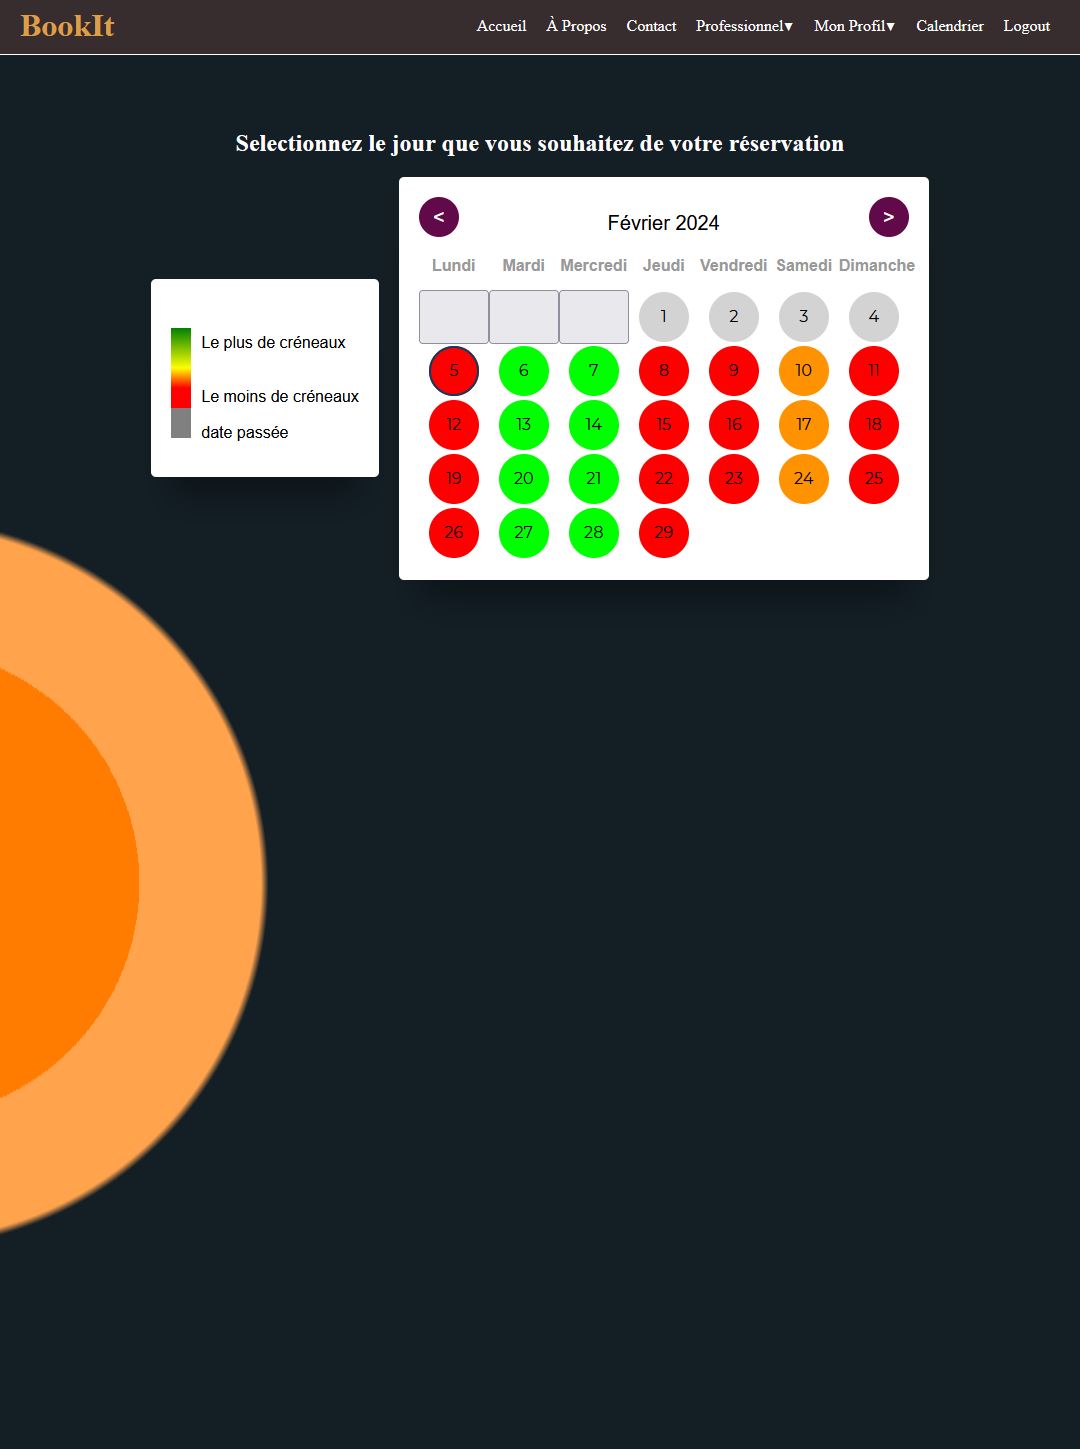 BookIt
Accueil À Propos Contact Professionnel▾ Mon Profil▾ Calendrier Logout
Selectionnez le jour que vous souhaitez de votre réservation
Le plus de créneaux
Le moins de créneaux
date passée
< Février 2024 >
Lundi Mardi Mercredi Jeudi Vendredi Samedi Dimanche
1 2 3 4
5 6 7 8 9 10 11
12 13 14 15 16 17 18
19 20 21 22 23 24 25
26 27 28 29